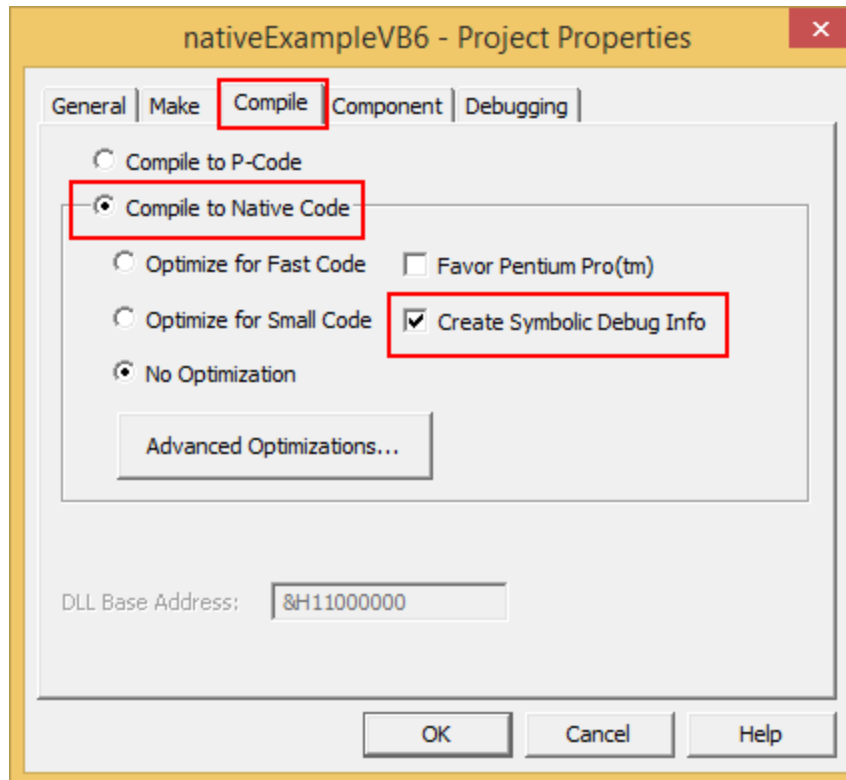 nativeExampleVB6 - Project Properties
General Make Compile Component Debugging
Compile to P-Code
Compile to Native Code
Optimize for Fast Code Favor Pentium Pro(tm)
Optimize for Small Code Create Symbolic Debug Info
No Optimization
Advanced Optimizations...
DLL Base Address: &H11000000
OK Cancel Help